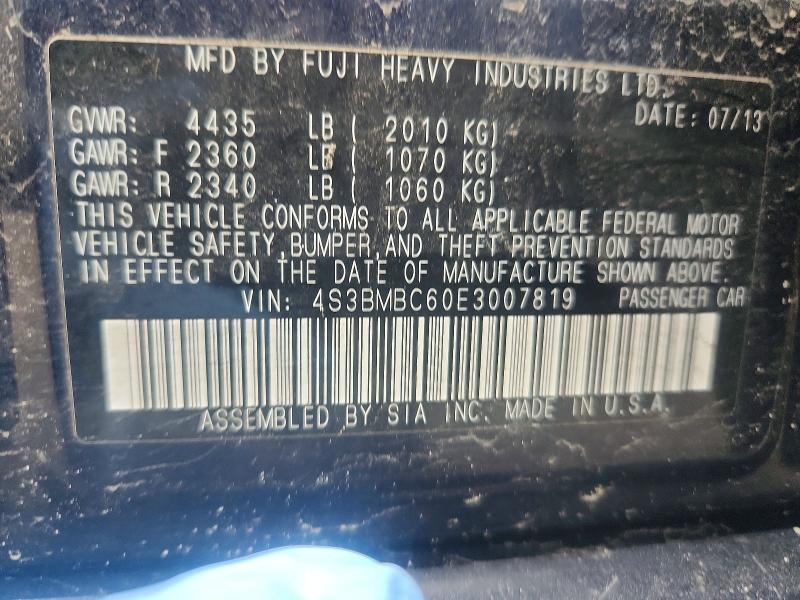 MFD BY FUJI HEAVY INDUSTRIES LTD.
DATE: 07/13
GVWR: 4435 LB ( 2010 KG)
GAWR: F 2360 LB ( 1070 KG)
GAWR: R 2340 LB ( 1060 KG)
THIS VEHICLE CONFORMS TO ALL APPLICABLE FEDERAL MOTOR
VEHICLE SAFETY, BUMPER, AND THEFT PREVENTION STANDARDS
IN EFFECT ON THE DATE OF MANUFACTURE SHOWN ABOVE.
VIN: 4S3BMBC60E3007819 PASSENGER CAR
ASSEMBLED BY SIA INC. MADE IN U.S.A.